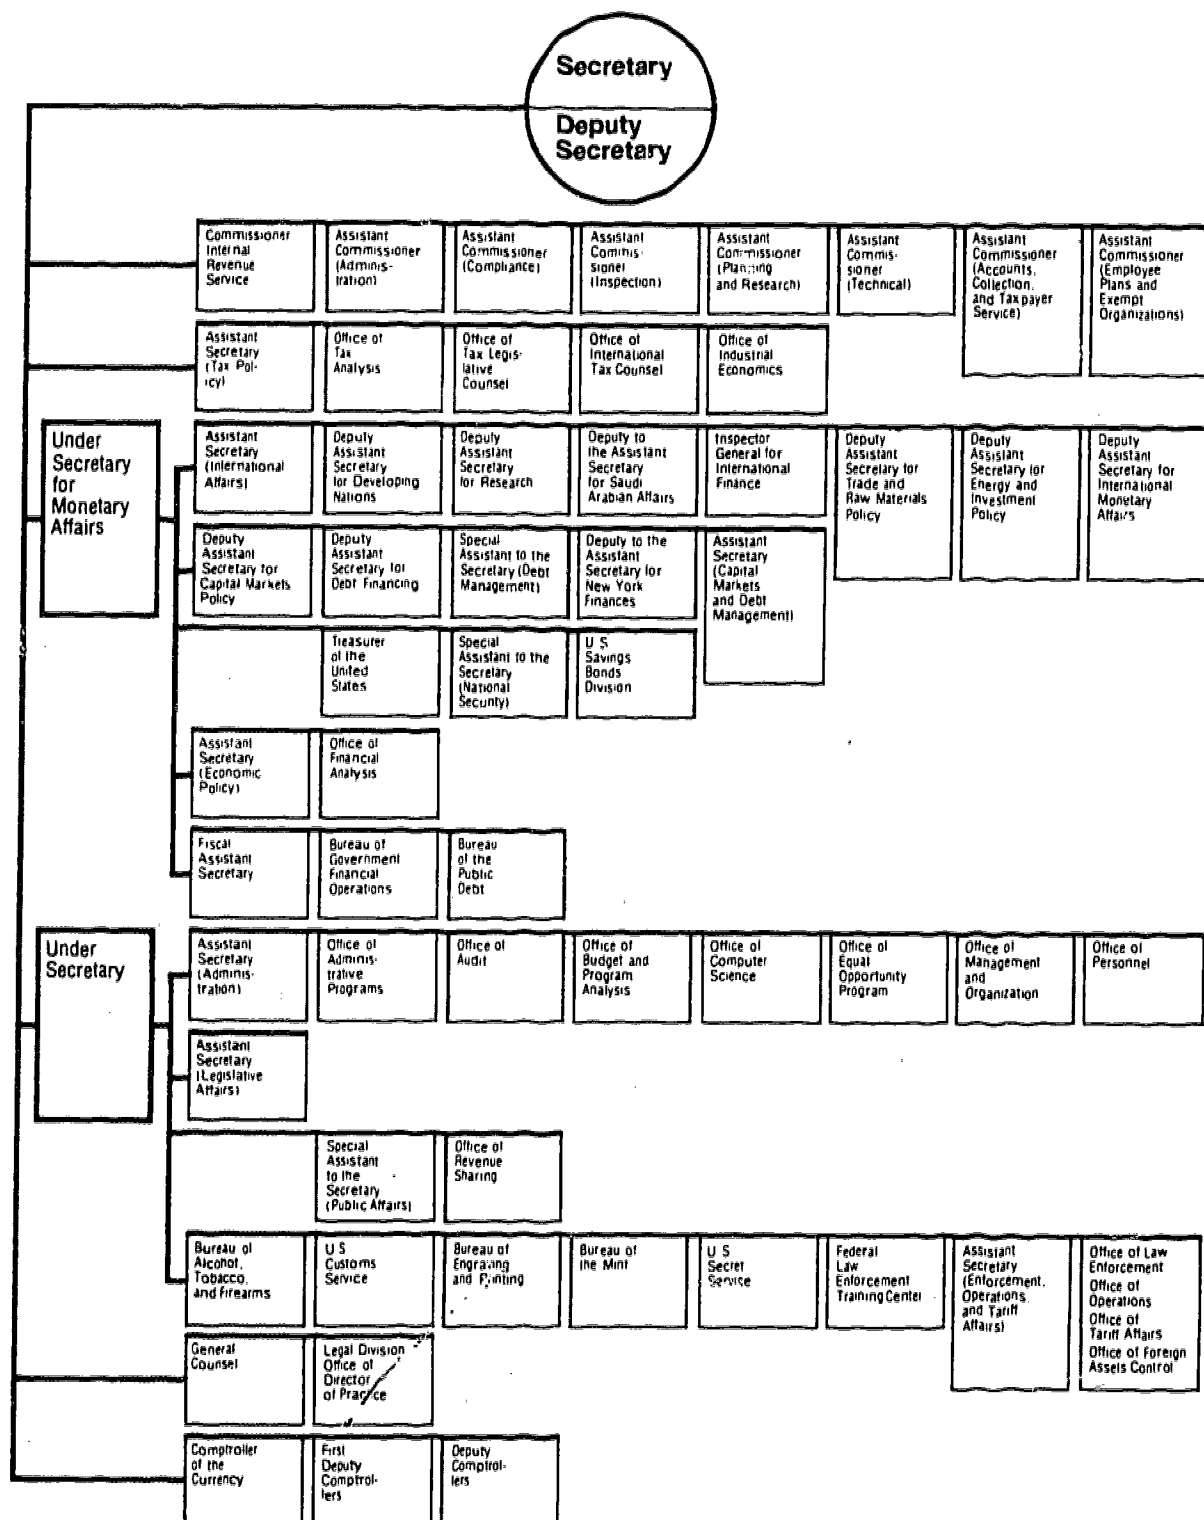 Secretary
Deputy
Secretary
Commissioner
Internal
Revenue
Service
Assistant
Commissioner
(Adminis-
tration)
Assistant
Commissioner
(Compliance)
Assistant
Commis-
sioner
(Inspection)
Assistant
Commissioner
(Planning
and Research)
Assistant
Commis-
sioner
(Technical)
Assistant
Commissioner
(Accounts,
Collection,
and Taxpayer
Service)
Assistant
Commissioner
(Employee
Plans and
Exempt
Organizations)
Assistant
Secretary
(Tax Pol-
icy)
Office of
Tax
Analysis
Office of
Tax Legis-
lative
Counsel
Office of
International
Tax Counsel
Office of
Industrial
Economics
Under
Secretary
for
Monetary
Affairs
Assistant
Secretary
(International
Affairs)
Deputy
Assistant
Secretary
for Developing
Nations
Deputy
Assistant
Secretary
for Research
Deputy to
the Assistant
Secretary
for Saudi
Arabian Affairs
Inspector
General for
International
Finance
Deputy
Assistant
Secretary for
Trade and
Raw Materials
Policy
Deputy
Assistant
Secretary for
Energy and
Investment
Policy
Deputy
Assistant
Secretary for
International
Monetary
Affairs
Deputy
Assistant
Secretary for
Capital Markets
Policy
Deputy
Assistant
Secretary for
Debt Financing
Special
Assistant to the
Secretary (Debt
Management)
Deputy to the
Assistant
Secretary for
New York
Finances
Assistant
Secretary
(Capital
Markets
and Debt
Management)
Treasurer
of the
United
States
Special
Assistant to the
Secretary
(National
Security)
U S
Savings
Bonds
Division
Assistant
Secretary
(Economic
Policy)
Office of
Financial
Analysis
Fiscal
Assistant
Secretary
Bureau of
Government
Financial
Operations
Bureau
of the
Public
Debt
Under
Secretary
Assistant
Secretary
(Adminis-
tration)
Office of
Adminis-
trative
Programs
Office of
Audit
Office of
Budget and
Program
Analysis
Office of
Computer
Science
Office of
Equal
Opportunity
Program
Office of
Management
and
Organization
Office of
Personnel
Assistant
Secretary
(Legislative
Affairs)
Special
Assistant
to the
Secretary
(Public Affairs)
Office of
Revenue
Sharing
Bureau of
Alcohol,
Tobacco,
and Firearms
U S
Customs
Service
Bureau of
Engraving
and Printing
Bureau of
the Mint
U S
Secret
Service
Federal
Law
Enforcement
Training Center
Assistant
Secretary
(Enforcement,
Operations,
and Tariff
Affairs)
Office of Law
Enforcement
Office of
Operations
Office of
Tariff Affairs
Office of Foreign
Assets Control
General
Counsel
Legal Division
Office of
Director
of Practice
Comptroller
of the
Currency
First
Deputy
Comptrol-
lers
Deputy
Comptrol-
lers